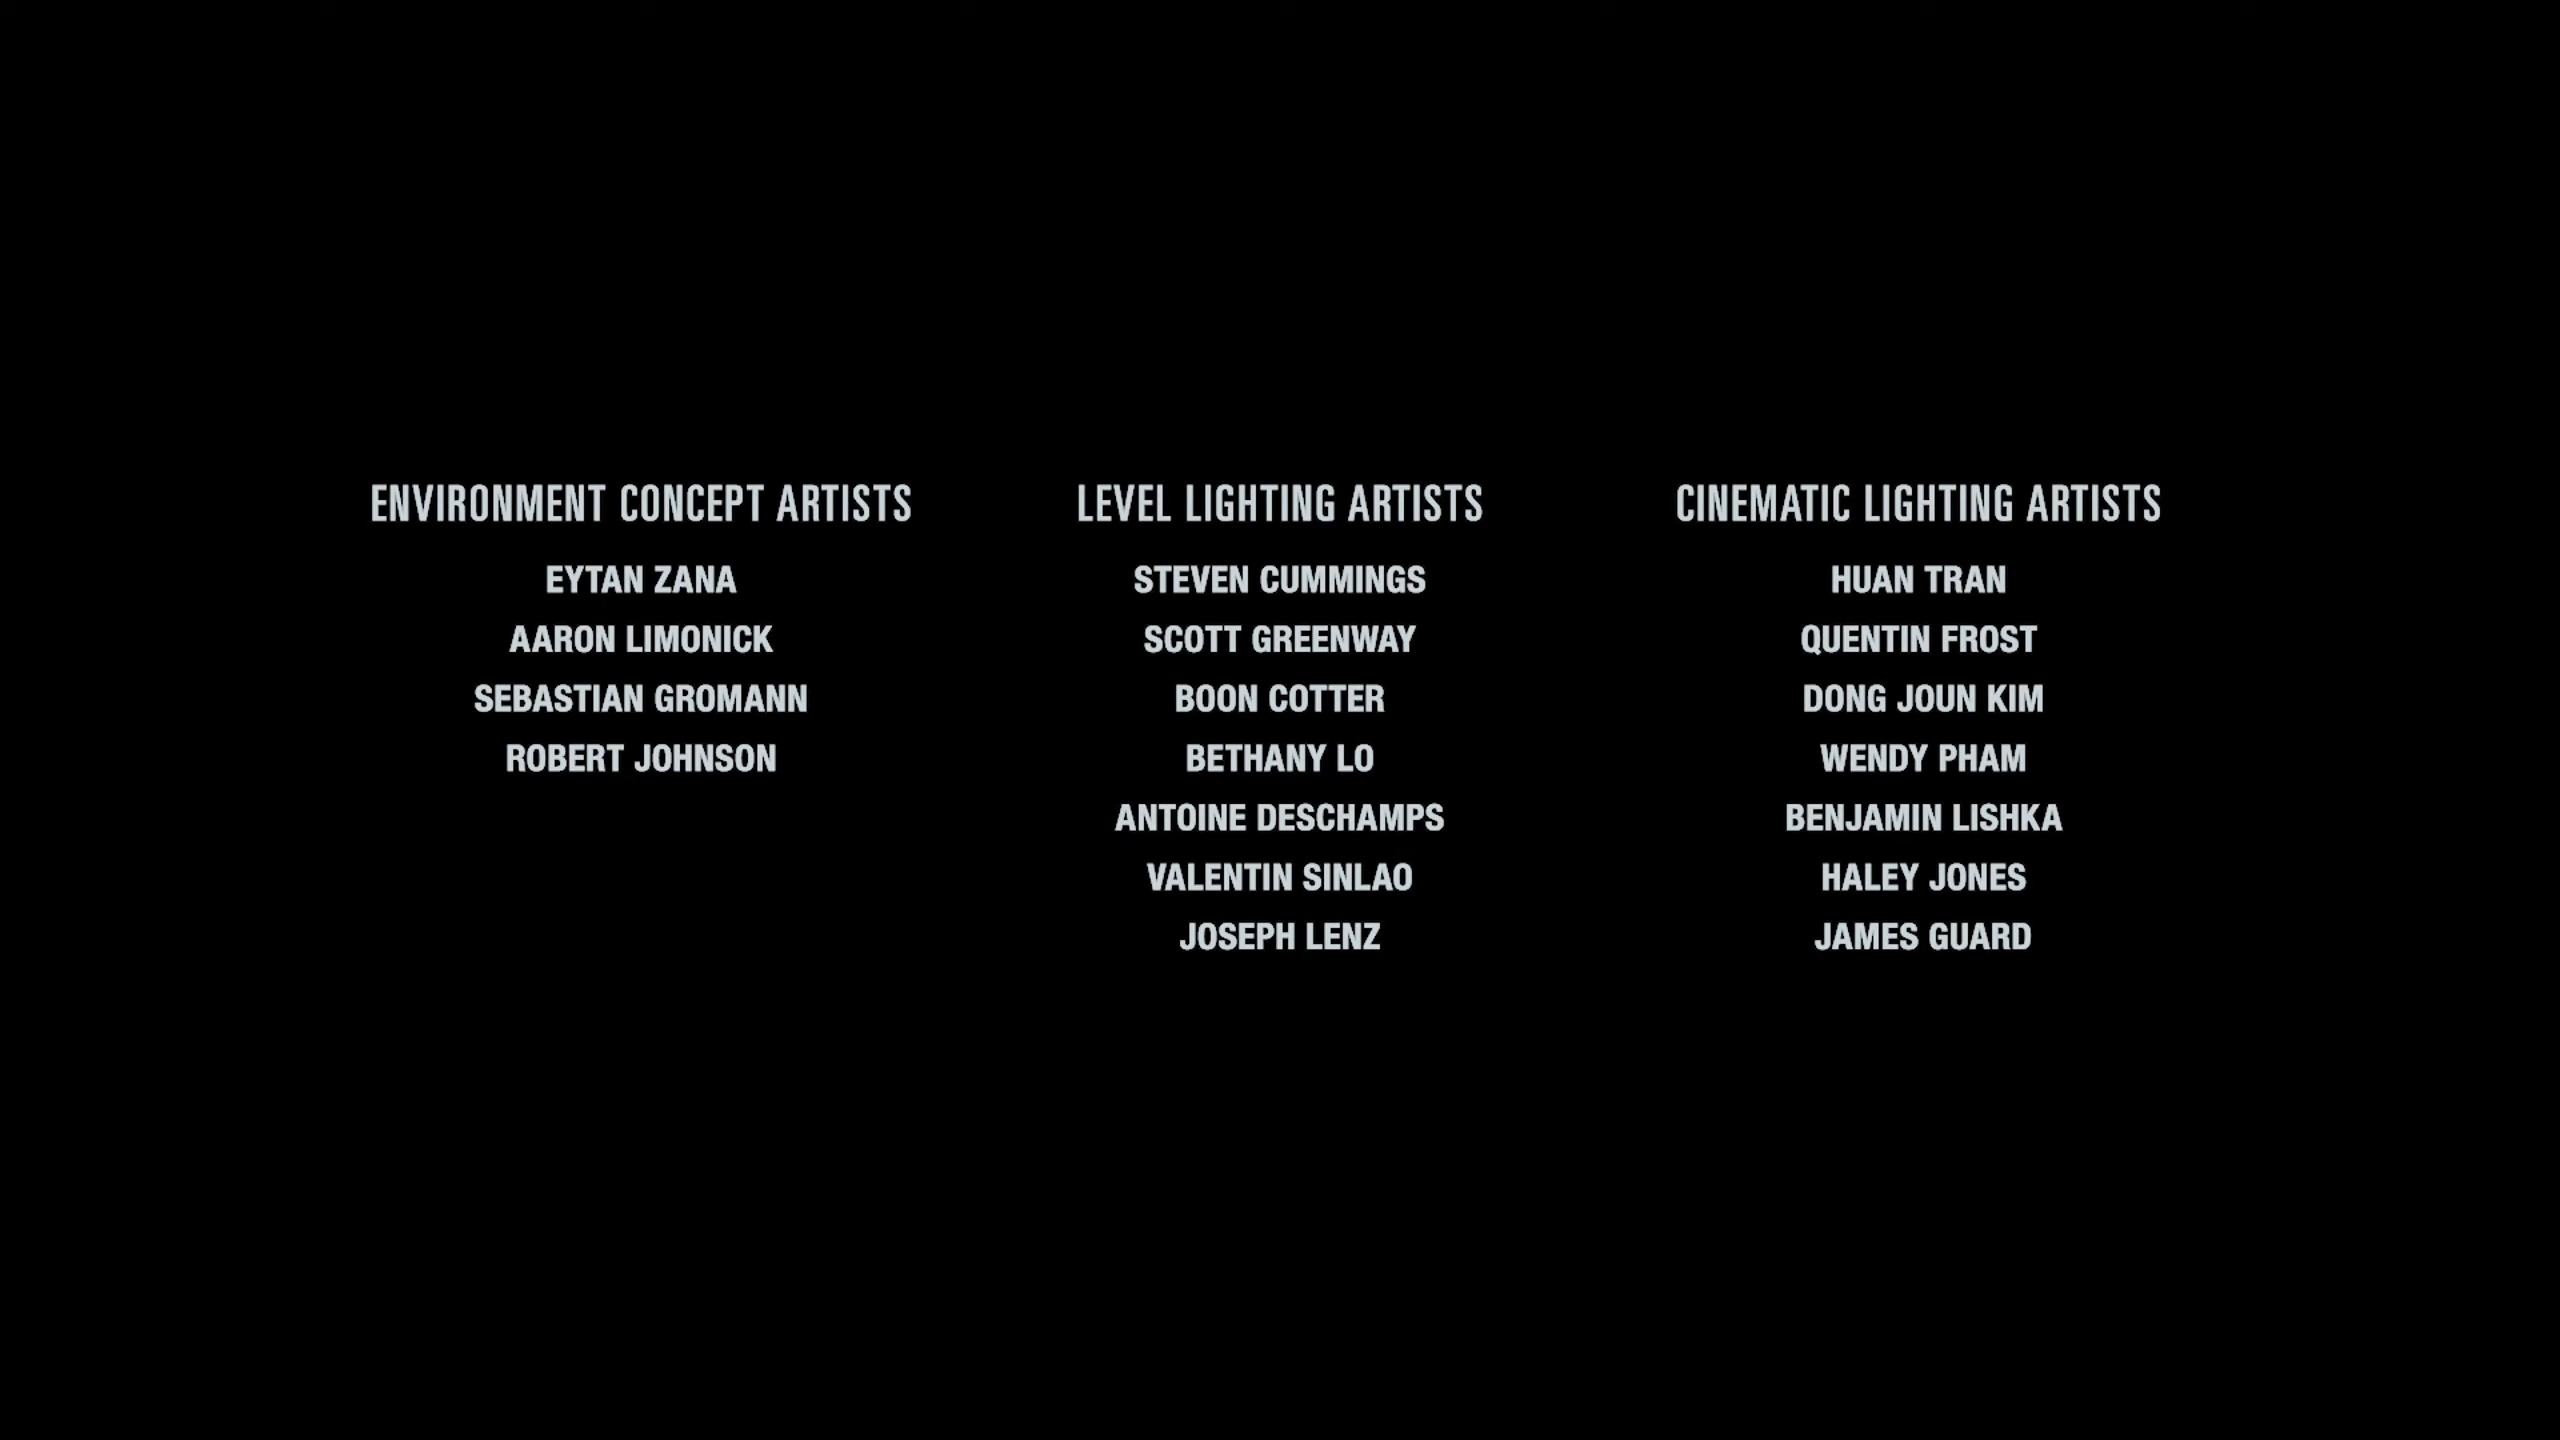 ENVIRONMENT CONCEPT ARTISTS
EYTAN ZANA
AARON LIMONICK
SEBASTIAN GROMANN
ROBERT JOHNSON
LEVEL LIGHTING ARTISTS
STEVEN CUMMINGS
SCOTT GREENWAY
BOON COTTER
BETHANY LO
ANTOINE DESCHAMPS
VALENTIN SINLAO
JOSEPH LENZ
CINEMATIC LIGHTING ARTISTS
HUAN TRAN
QUENTIN FROST
DONG JOUN KIM
WENDY PHAM
BENJAMIN LISHKA
HALEY JONES
JAMES GUARD